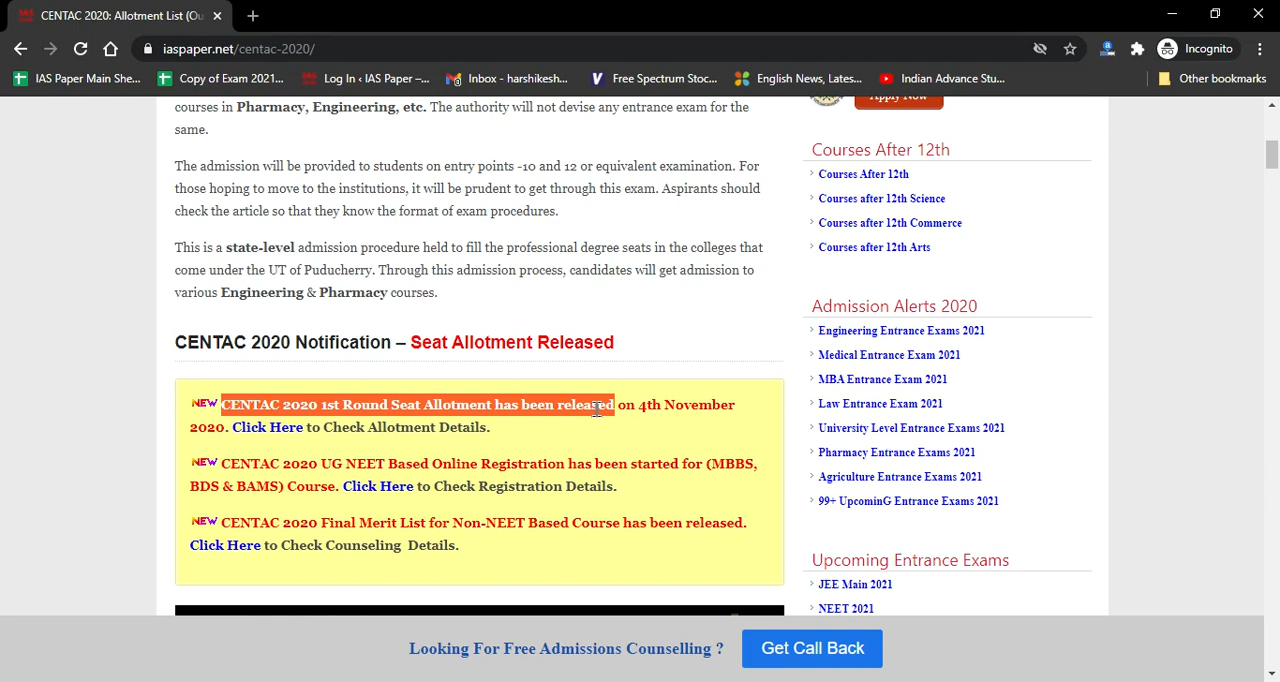 CENTAC 2020: Allotment List (Ou
iaspaper.net/centac-2020/
Incognito
IAS Paper Main She...
Copy of Exam 2021...
Log In ‹ IAS Paper –...
Inbox - harshikesh...
Free Spectrum Stoc...
English News, Lates...
Indian Advance Stu...
Other bookmarks
courses in Pharmacy, Engineering, etc. The authority will not devise any entrance exam for the
same.
The admission will be provided to students on entry points -10 and 12 or equivalent examination. For
those hoping to move to the institutions, it will be prudent to get through this exam. Aspirants should
check the article so that they know the format of exam procedures.
This is a state-level admission procedure held to fill the professional degree seats in the colleges that
come under the UT of Puducherry. Through this admission process, candidates will get admission to
various Engineering & Pharmacy courses.
CENTAC 2020 Notification – Seat Allotment Released
NEW CENTAC 2020 1st Round Seat Allotment has been released on 4th November
2020. Click Here to Check Allotment Details.
NEW CENTAC 2020 UG NEET Based Online Registration has been started for (MBBS,
BDS & BAMS) Course. Click Here to Check Registration Details.
NEW CENTAC 2020 Final Merit List for Non-NEET Based Course has been released.
Click Here to Check Counseling Details.
Apply Now
Courses After 12th
Courses After 12th
Courses after 12th Science
Courses after 12th Commerce
Courses after 12th Arts
Admission Alerts 2020
Engineering Entrance Exams 2021
Medical Entrance Exam 2021
MBA Entrance Exam 2021
Law Entrance Exam 2021
University Level Entrance Exams 2021
Pharmacy Entrance Exams 2021
Agriculture Entrance Exams 2021
99+ UpcominG Entrance Exams 2021
Upcoming Entrance Exams
JEE Main 2021
NEET 2021
Looking For Free Admissions Counselling ?
Get Call Back